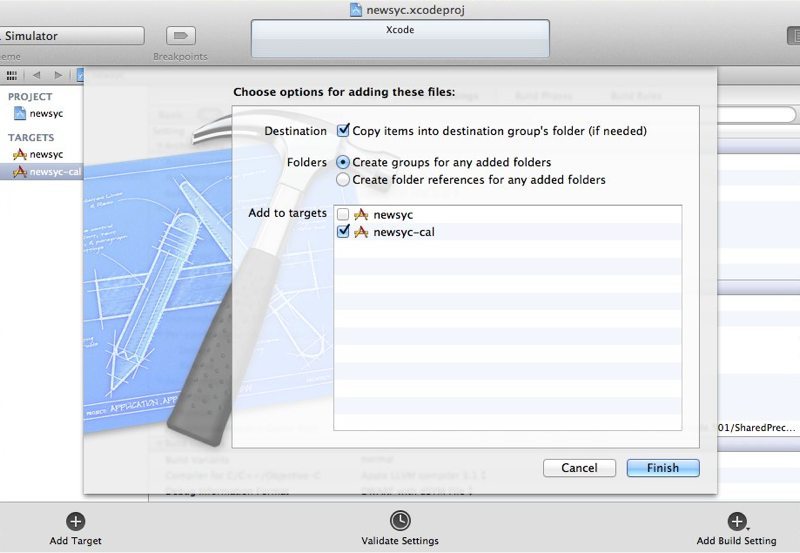 newsyc.xcodeproj
Simulator
Xcode
Breakpoints
PROJECT
newsyc
TARGETS
newsyc
newsyc-cal
Choose options for adding these files:
Destination Copy items into destination group's folder (if needed)
Folders Create groups for any added folders
Create folder references for any added folders
Add to targets newsyc
newsyc-cal
PROJECT: APPLICATION.APP
01/SharedPrec...
Cancel Finish
Add Target Validate Settings Add Build Setting